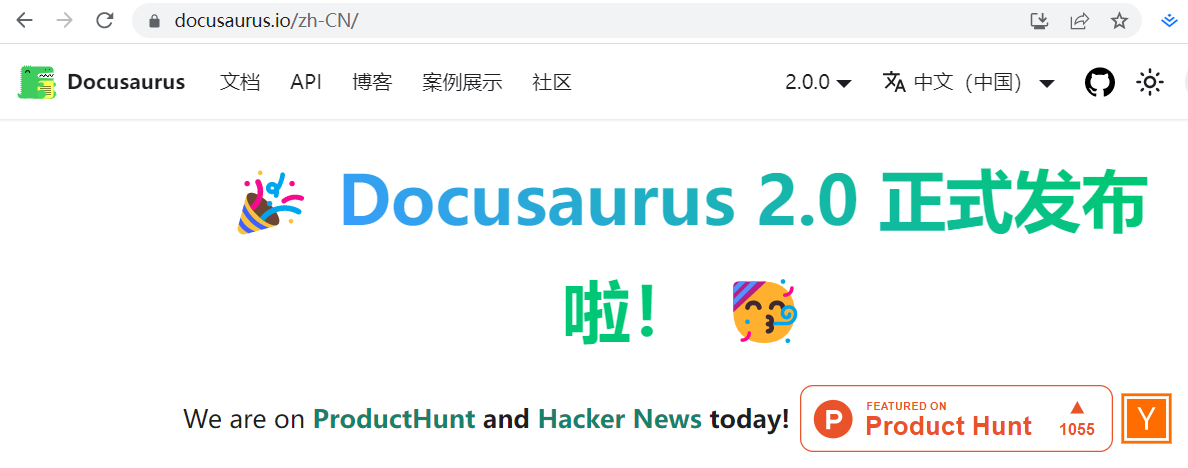 docusaurus.io/zh-CN/
Docusaurus 文档 API 博客 案例展示 社区 2.0.0 中文（中国）
Docusaurus 2.0 正式发布
啦！
We are on ProductHunt and Hacker News today! P FEATURED ON Product Hunt 1055 Y